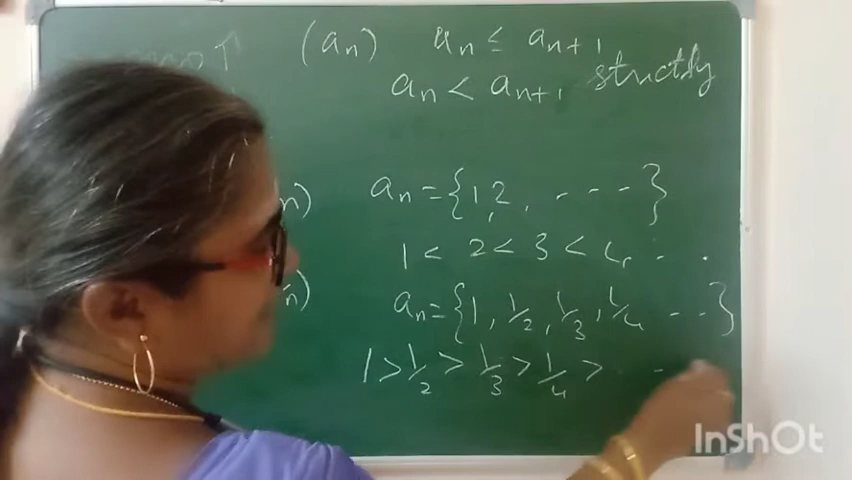 (aₙ) aₙ ≤ aₙ₊₁
aₙ < aₙ₊₁ strictly
n) aₙ = {1, 2, - - - }
1 < 2 < 3 < 4, . .
n) aₙ = {1, 1/2, 1/3, 1/4 - - }
1 > 1/2 > 1/3 > 1/4 > . -
InShOt